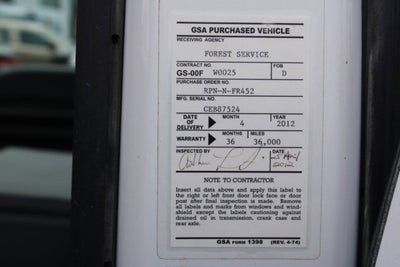 GSA PURCHASED VEHICLE
RECEIVING AGENCY
FOREST SERVICE
CONTRACT NO. FOB
GS-00F W0025 D
PURCHASE ORDER NO.
RPN-N-FR452
MFG. SERIAL NO.
CEB87524
DATE OF DELIVERY MONTH 4 YEAR 2012
WARRANTY MONTHS 36 MILES 36,000
INSPECTED BY DATE
NOTE TO CONTRACTOR
Insert all data above and apply this label to
the right or left front door lock face or door
post after final inspection is made. Remove
all labels and marks from windows and wind-
shield except the labels cautioning against
drained oil in transmission, crank case and
rear axle.
GSA FORM 1398 (REV. 4-74)